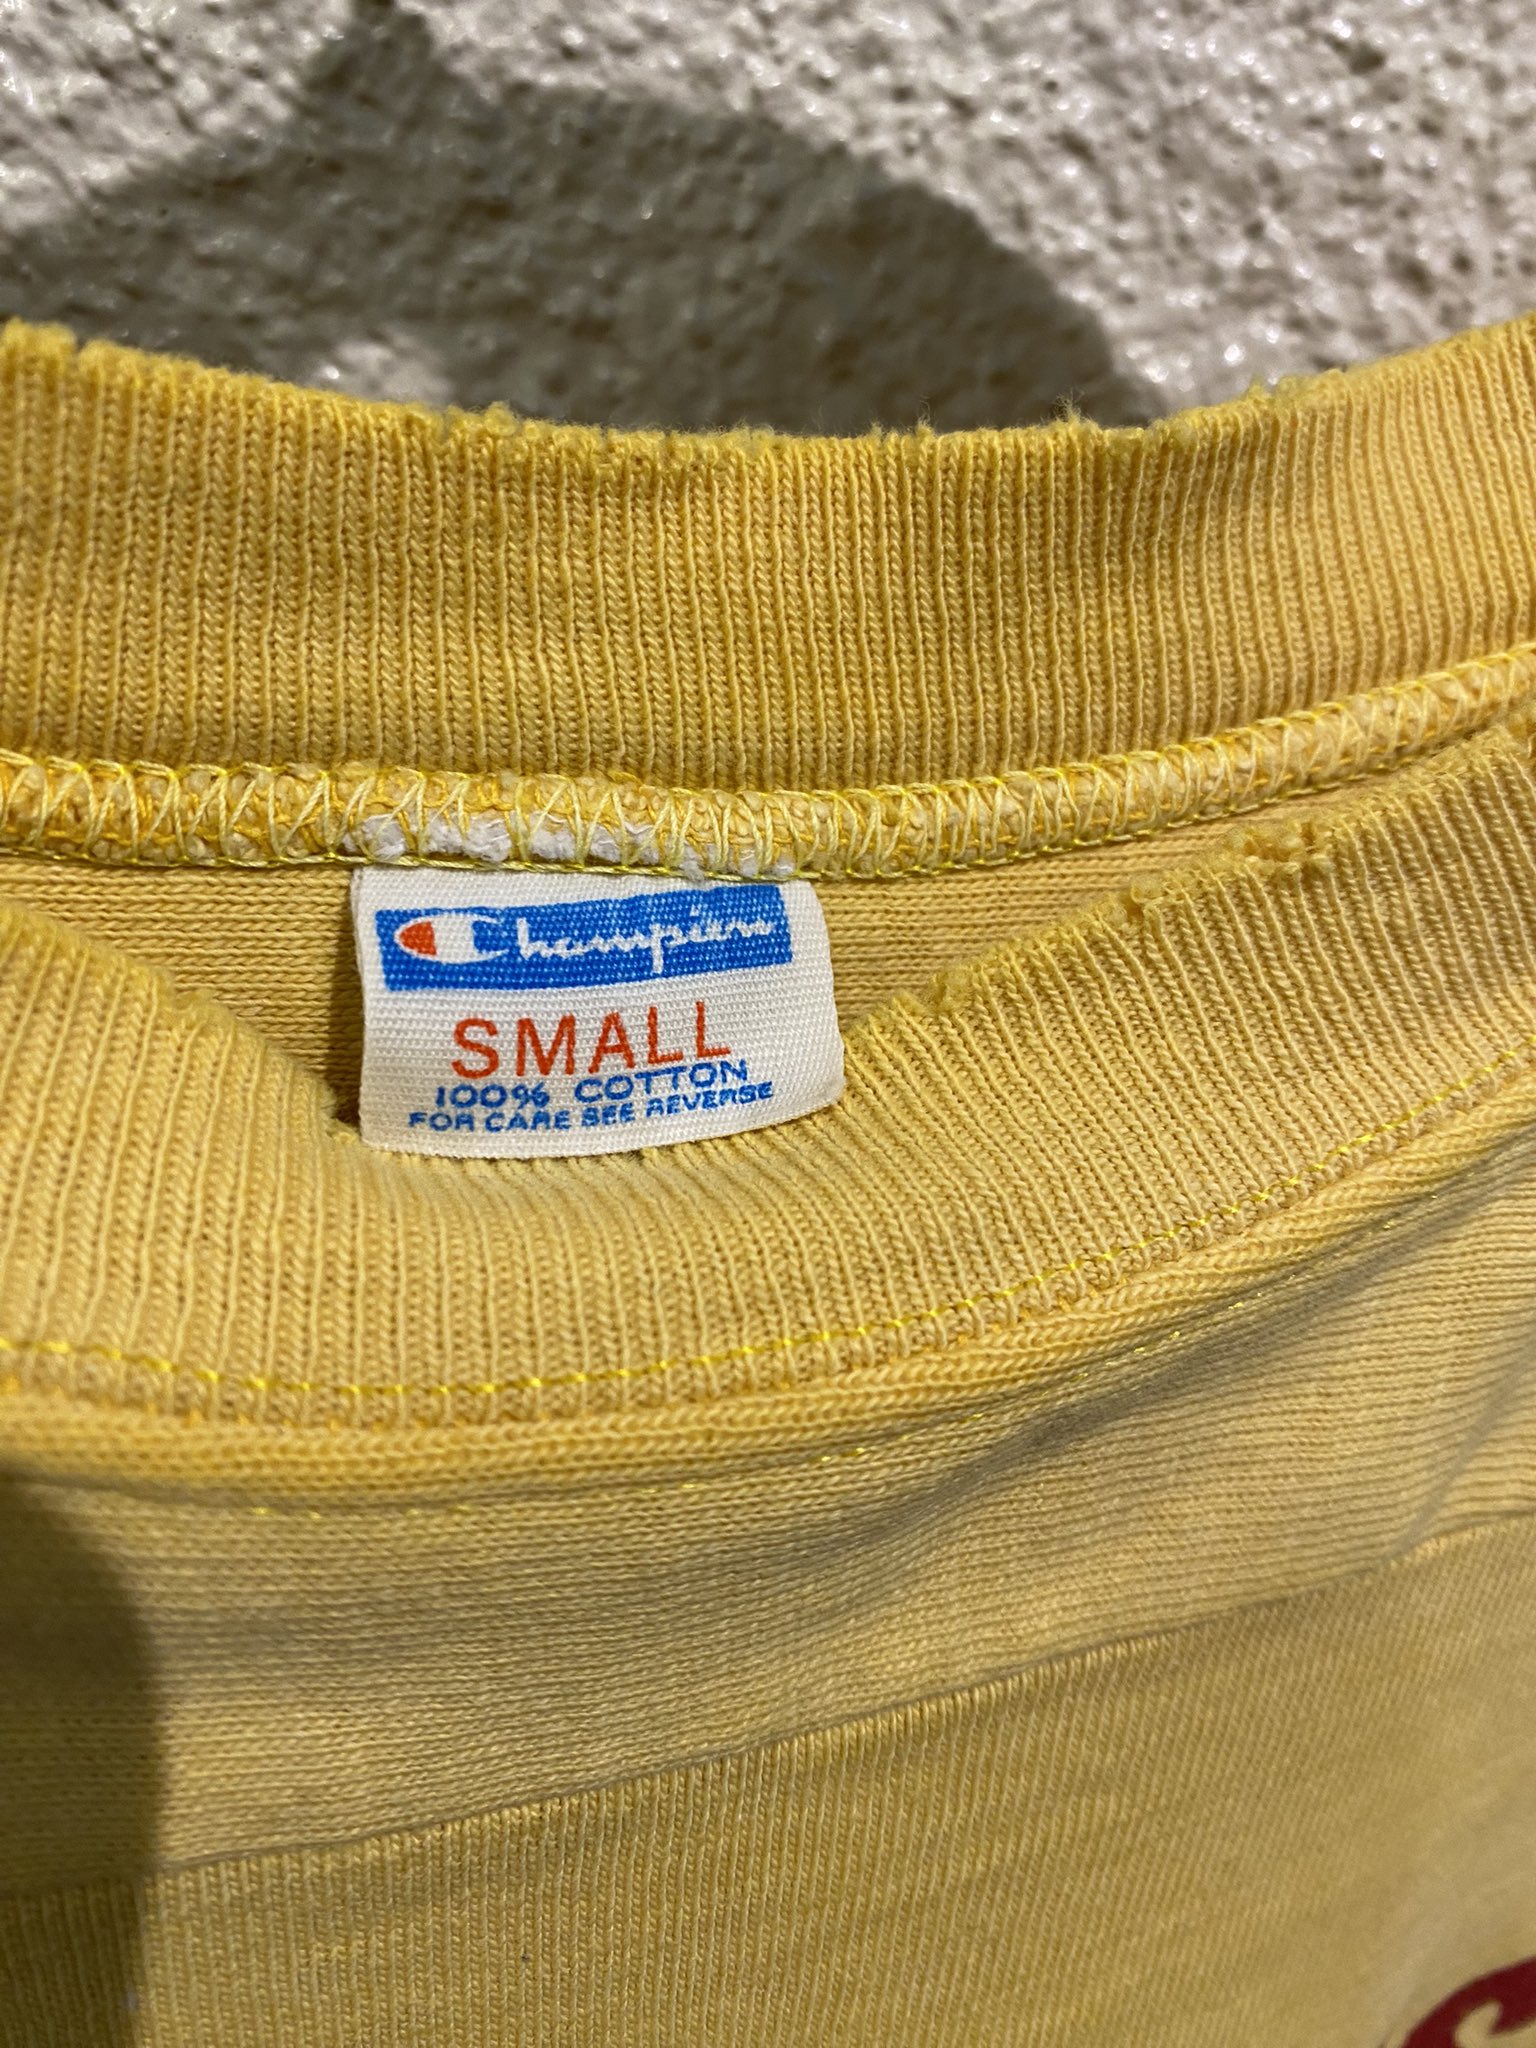 Champion
SMALL
100% COTTON
FOR CARE SEE REVERSE